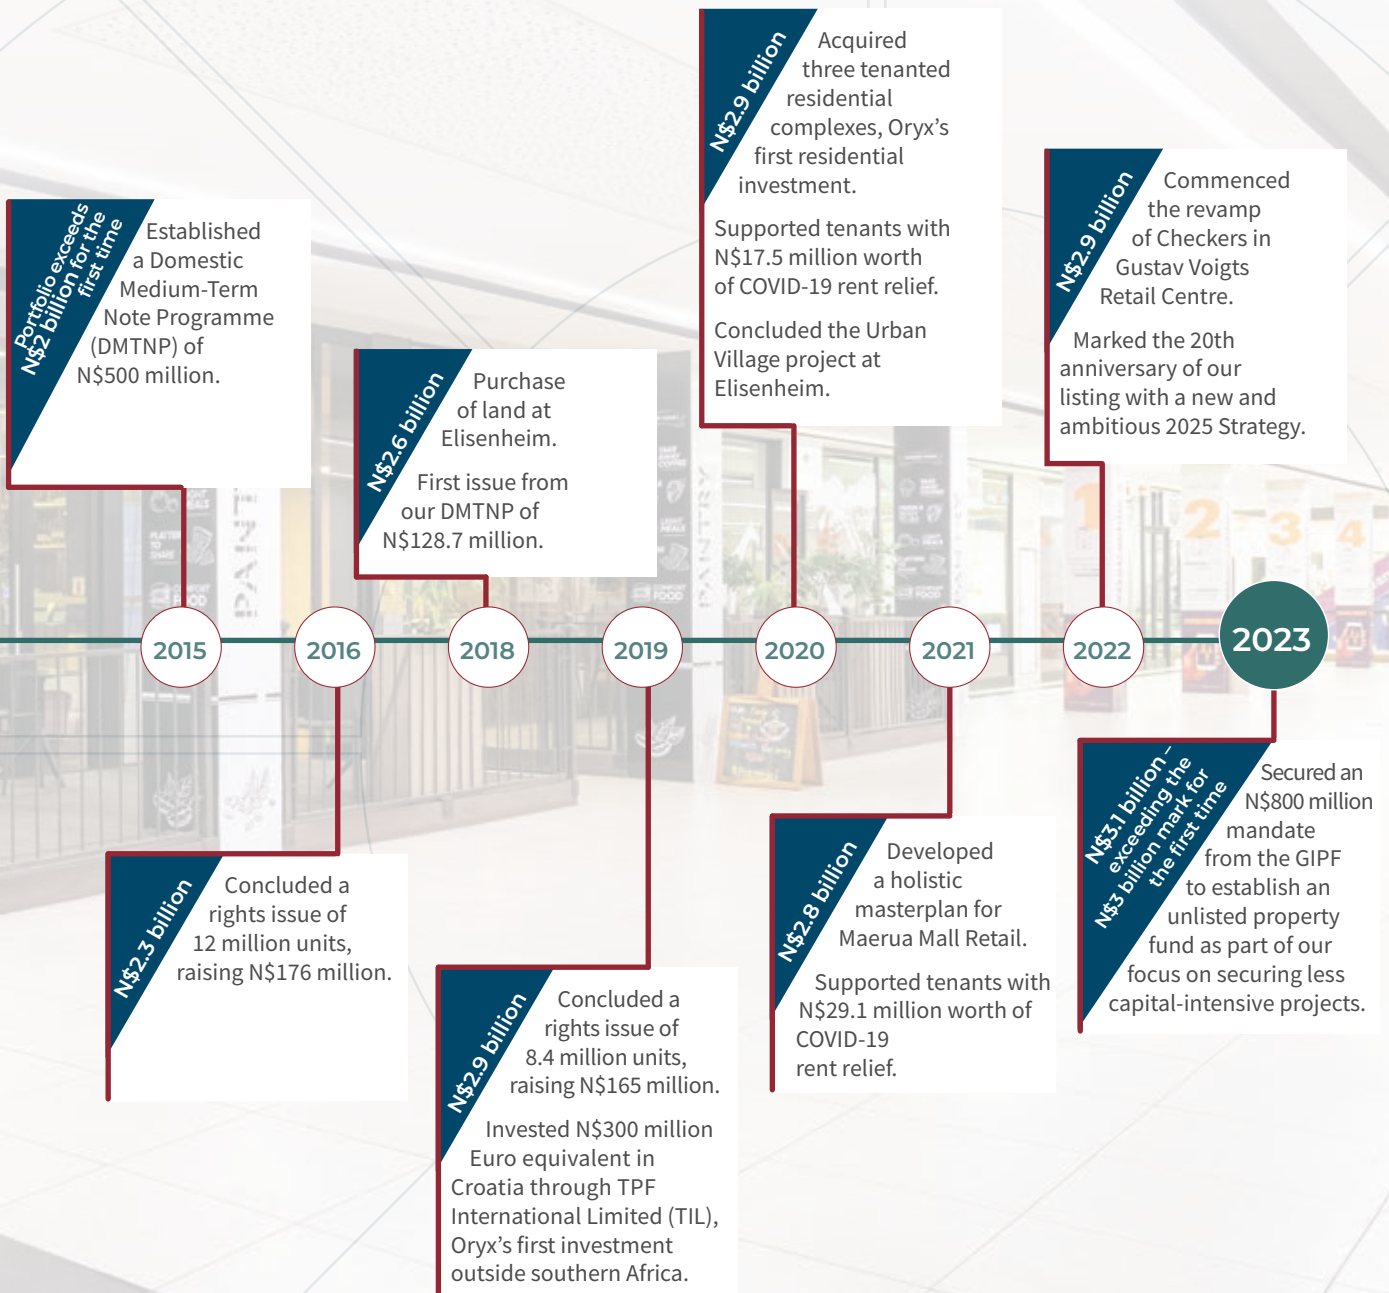 Portfolio exceeds
N$2 billion for the
first time
Established
a Domestic
Medium-Term
Note Programme
(DMTNP) of
N$500 million.
2015
N$2.3 billion
Concluded a
rights issue of
12 million units,
raising N$176 million.
2016
N$2.6 billion
Purchase
of land at
Elisenheim.
First issue from
our DMTNP of
N$128.7 million.
2018
N$2.9 billion
Concluded a
rights issue of
8.4 million units,
raising N$165 million.
Invested N$300 million
Euro equivalent in
Croatia through TPF
International Limited (TIL),
Oryx’s first investment
outside southern Africa.
2019
N$2.9 billion
Acquired
three tenanted
residential
complexes, Oryx’s
first residential
investment.
Supported tenants with
N$17.5 million worth
of COVID-19 rent relief.
Concluded the Urban
Village project at
Elisenheim.
2020
N$2.8 billion
Developed
a holistic
masterplan for
Maerua Mall Retail.
Supported tenants with
N$29.1 million worth of
COVID-19
rent relief.
2021
N$2.9 billion
Commenced
the revamp
of Checkers in
Gustav Voigts
Retail Centre.
Marked the 20th
anniversary of our
listing with a new and
ambitious 2025 Strategy.
2022
N$3.1 billion –
exceeding the
N$3 billion mark for
the first time
Secured an
N$800 million
mandate
from the GIPF
to establish an
unlisted property
fund as part of our
focus on securing less
capital-intensive projects.
2023
PANTRY
1
2
3
4